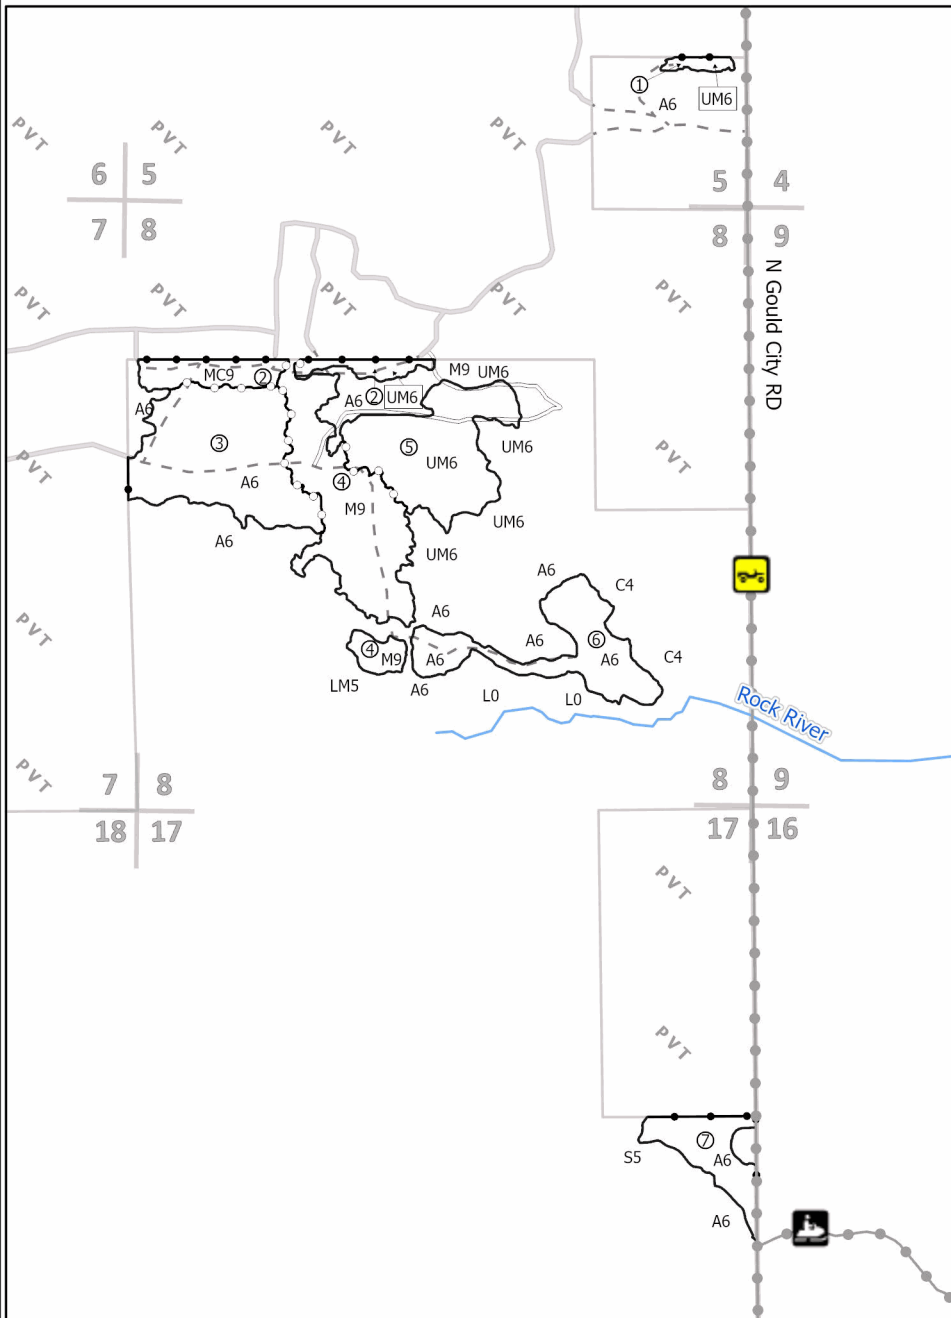 ①
A6
UM6
PVT
PVT
PVT
PVT
6 5
7 8
5 4
8 9
N Gould City RD
PVT
PVT
PVT
PVT
PVT
MC9
②
M9
UM6
A6
A6
②
UM6
③
⑤
UM6
UM6
PVT
PVT
A6
④
M9
UM6
A6
UM6
A6
C4
PVT
A6
A6
⑥
④
M9
A6
A6
C4
LM5
A6
L0
L0
Rock River
PVT
7 8
18 17
8 9
17 16
PVT
PVT
⑦
S5
A6
A6